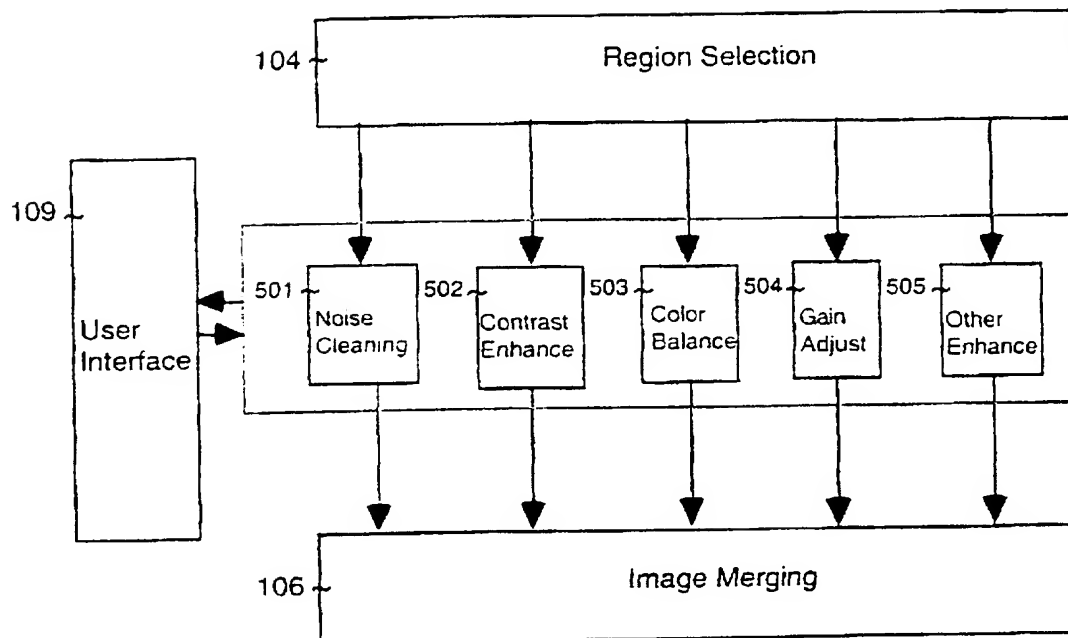 104 Region Selection
109
501 502 503 504 505
Noise Cleaning
Contrast Enhance
Color Balance
Gain Adjust
Other Enhance
User Interface
106 Image Merging